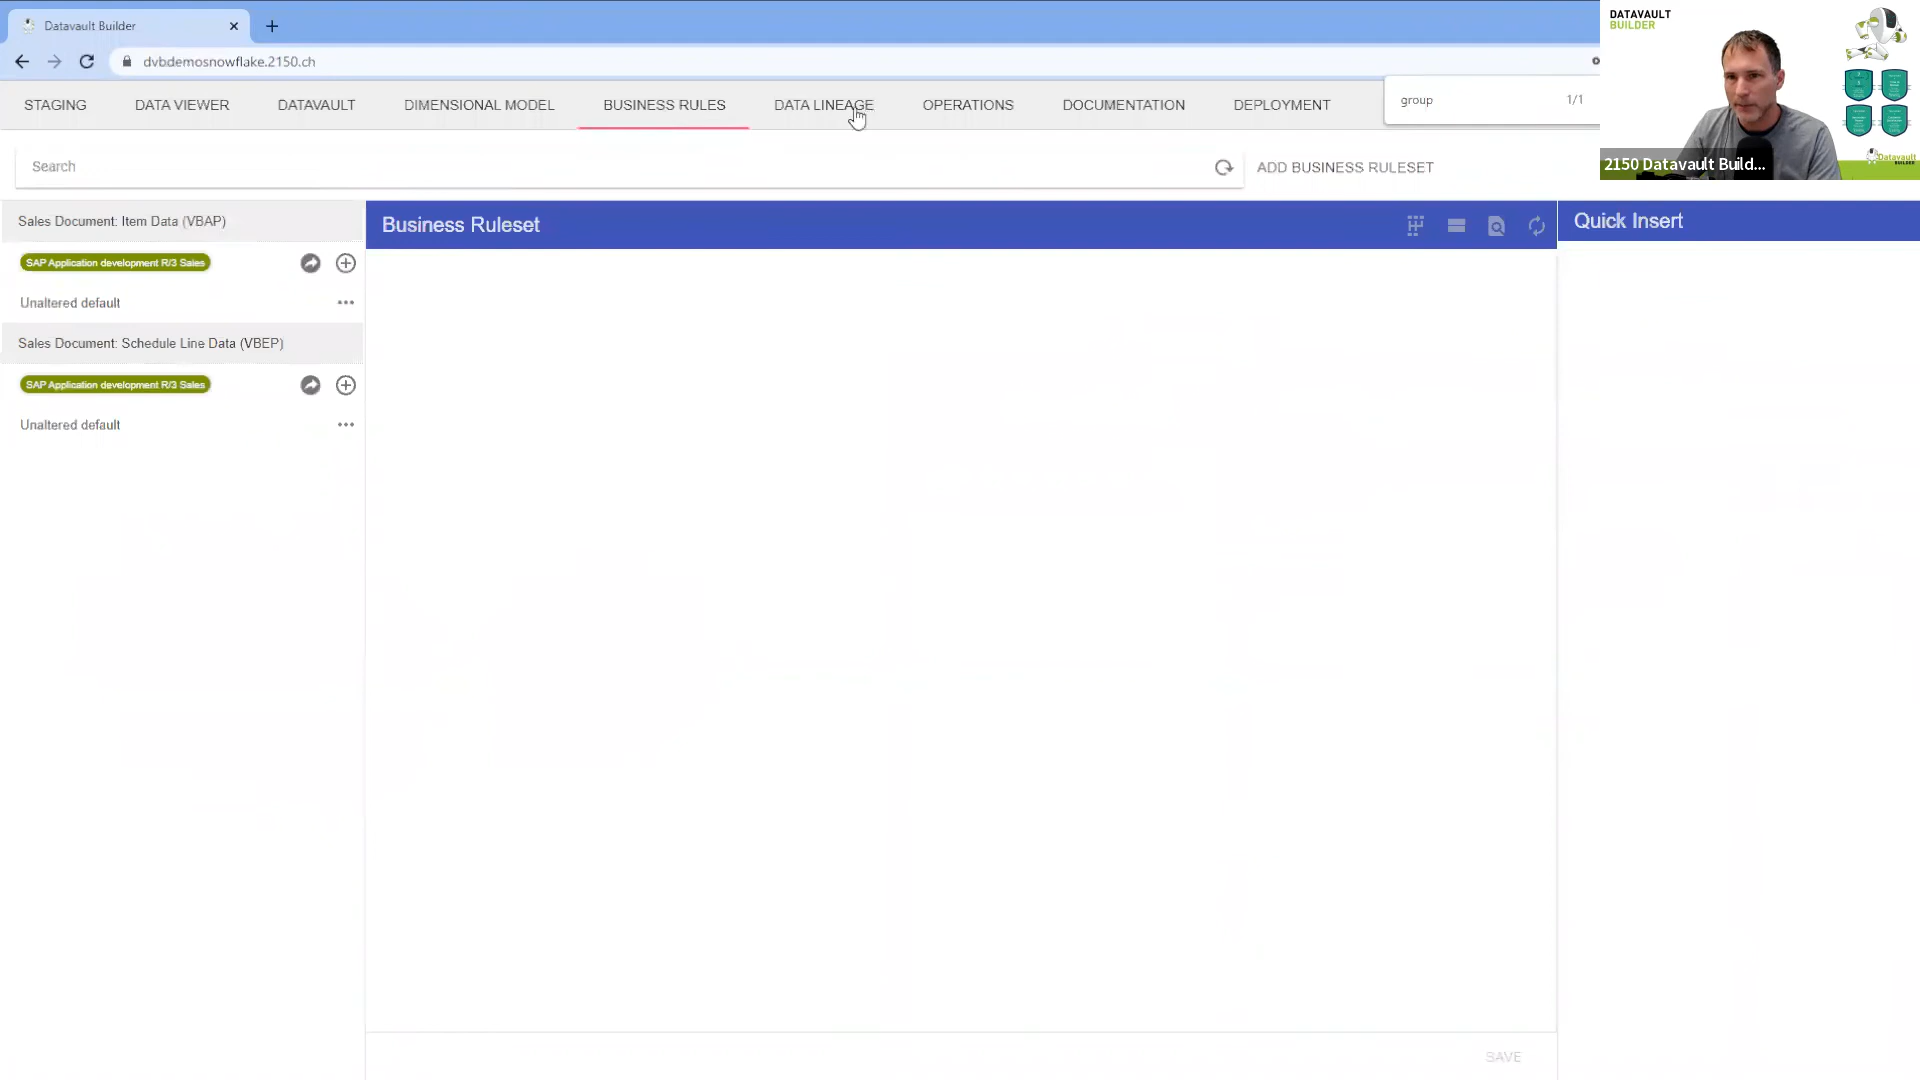 Datavault Builder
dvbdemosnowflake.2150.ch
STAGING DATA VIEWER DATAVAULT DIMENSIONAL MODEL BUSINESS RULES DATA LINEAGE OPERATIONS DOCUMENTATION DEPLOYMENT
group 1/1
DATAVAULT
BUILDER
2150 Datavault Build...
Search
ADD BUSINESS RULESET
Sales Document: Item Data (VBAP)
SAP Application development R/3 Sales
Unaltered default
Sales Document: Schedule Line Data (VBEP)
SAP Application development R/3 Sales
Unaltered default
Business Ruleset
Quick Insert
SAVE